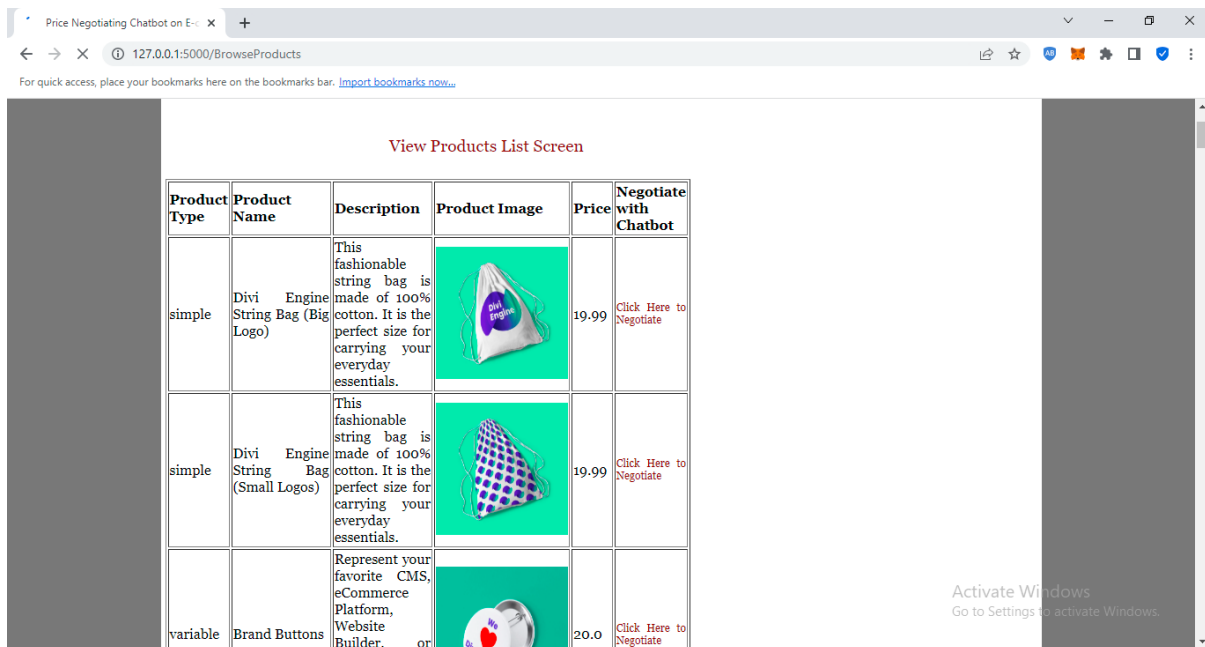 Price Negotiating Chatbot on E-c
127.0.0.1:5000/BrowseProducts
AB
For quick access, place your bookmarks here on the bookmarks bar. Import bookmarks now...
View Products List Screen
Product Type
Product Name
Description
Product Image
Price
Negotiate with Chatbot
simple
Divi Engine
String Bag (Big
Logo)
This
fashionable
string bag is
made of 100%
cotton. It is the
perfect size for
carrying your
everyday
essentials.
Divi
Engine
19.99
Click Here to
Negotiate
simple
Divi Engine
String Bag
(Small Logos)
This
fashionable
string bag is
made of 100%
cotton. It is the
perfect size for
carrying your
everyday
essentials.
19.99
Click Here to
Negotiate
variable
Brand Buttons
Represent your
favorite CMS,
eCommerce
Platform,
Website
Builder, or
We
20.0
Click Here to
Negotiate
Activate Windows
Go to Settings to activate Windows.